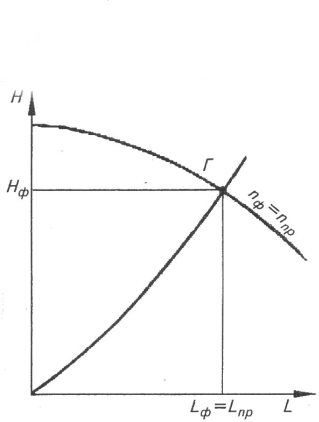 H
Г
Hф
nф = nпр
Lф = Lпр
L